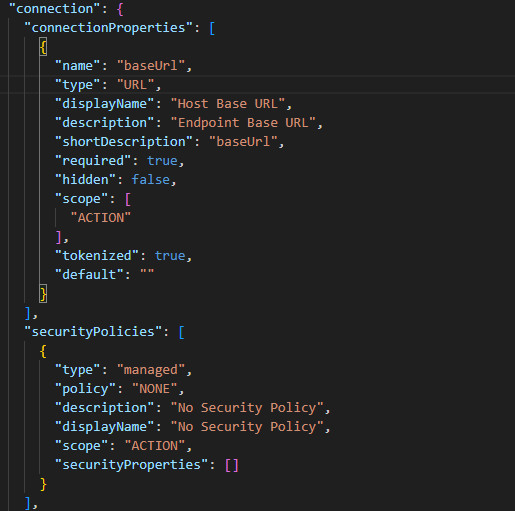 "connection": {
"connectionProperties": [
{
"name": "baseUrl",
"type": "URL",
"displayName": "Host Base URL",
"description": "Endpoint Base URL",
"shortDescription": "baseUrl",
"required": true,
"hidden": false,
"scope": [
"ACTION"
],
"tokenized": true,
"default": ""
}
],
"securityPolicies": [
{
"type": "managed",
"policy": "NONE",
"description": "No Security Policy",
"displayName": "No Security Policy",
"scope": "ACTION",
"securityProperties": []
}
],